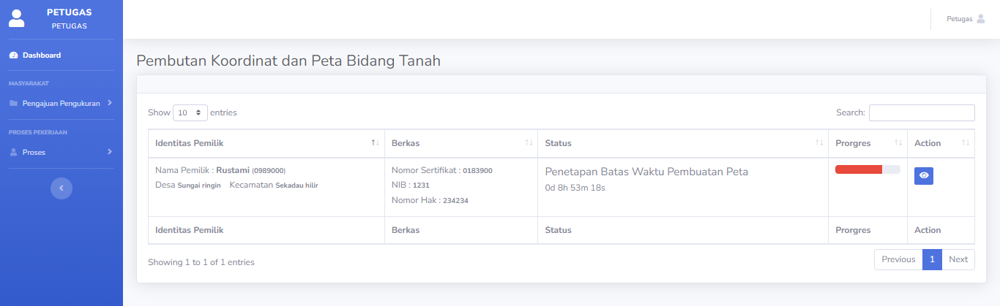 PETUGAS
PETUGAS
Dashboard
MASYARAKAT
Pengajuan Pengukuran
PROSES PEKERJAAN
Proses
Petugas
Pembutan Koordinat dan Peta Bidang Tanah
Show 10 entries
Search:
Identitas Pemilik Berkas Status Prorgres Action
Nama Pemilik : Rustami (0989000)
Desa Sungai ringin Kecamatan Sekadau hilir
Nomor Sertifikat : 0183900
NIB : 1231
Nomor Hak : 234234
Penetapan Batas Waktu Pembuatan Peta
0d 8h 53m 18s
Identitas Pemilik Berkas Status Prorgres Action
Showing 1 to 1 of 1 entries
Previous 1 Next